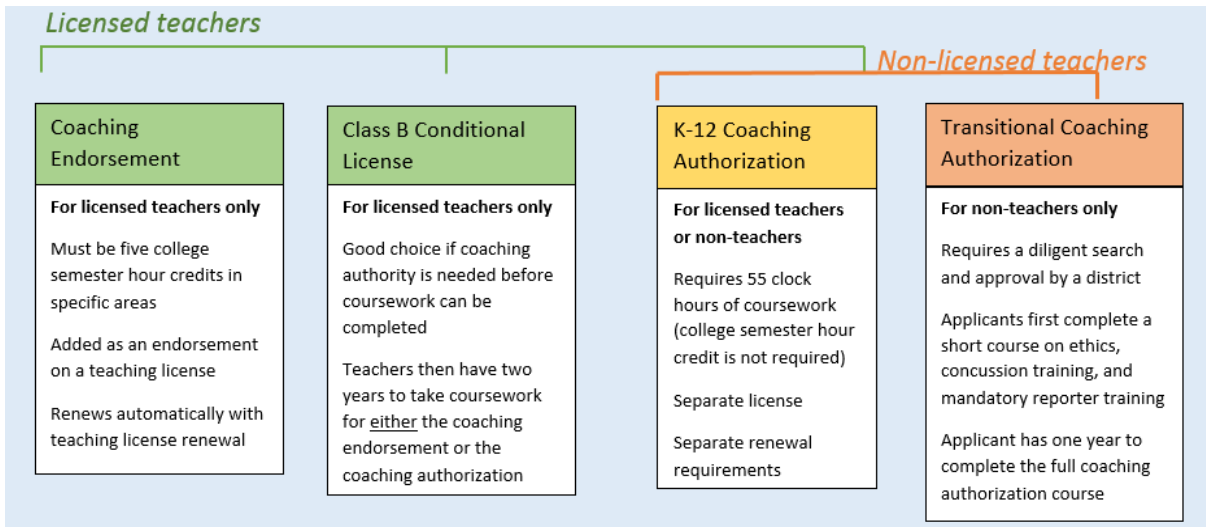 Licensed teachers
Non-licensed teachers
Coaching
Endorsement
For licensed teachers only
Must be five college
semester hour credits in
specific areas
Added as an endorsement
on a teaching license
Renews automatically with
teaching license renewal
Class B Conditional
License
For licensed teachers only
Good choice if coaching
authority is needed before
coursework can be
completed
Teachers then have two
years to take coursework
for either the coaching
endorsement or the
coaching authorization
K-12 Coaching
Authorization
For licensed teachers
or non-teachers
Requires 55 clock
hours of coursework
(college semester hour
credit is not required)
Separate license
Separate renewal
requirements
Transitional Coaching
Authorization
For non-teachers only
Requires a diligent search
and approval by a district
Applicants first complete a
short course on ethics,
concussion training, and
mandatory reporter training
Applicant has one year to
complete the full coaching
authorization course